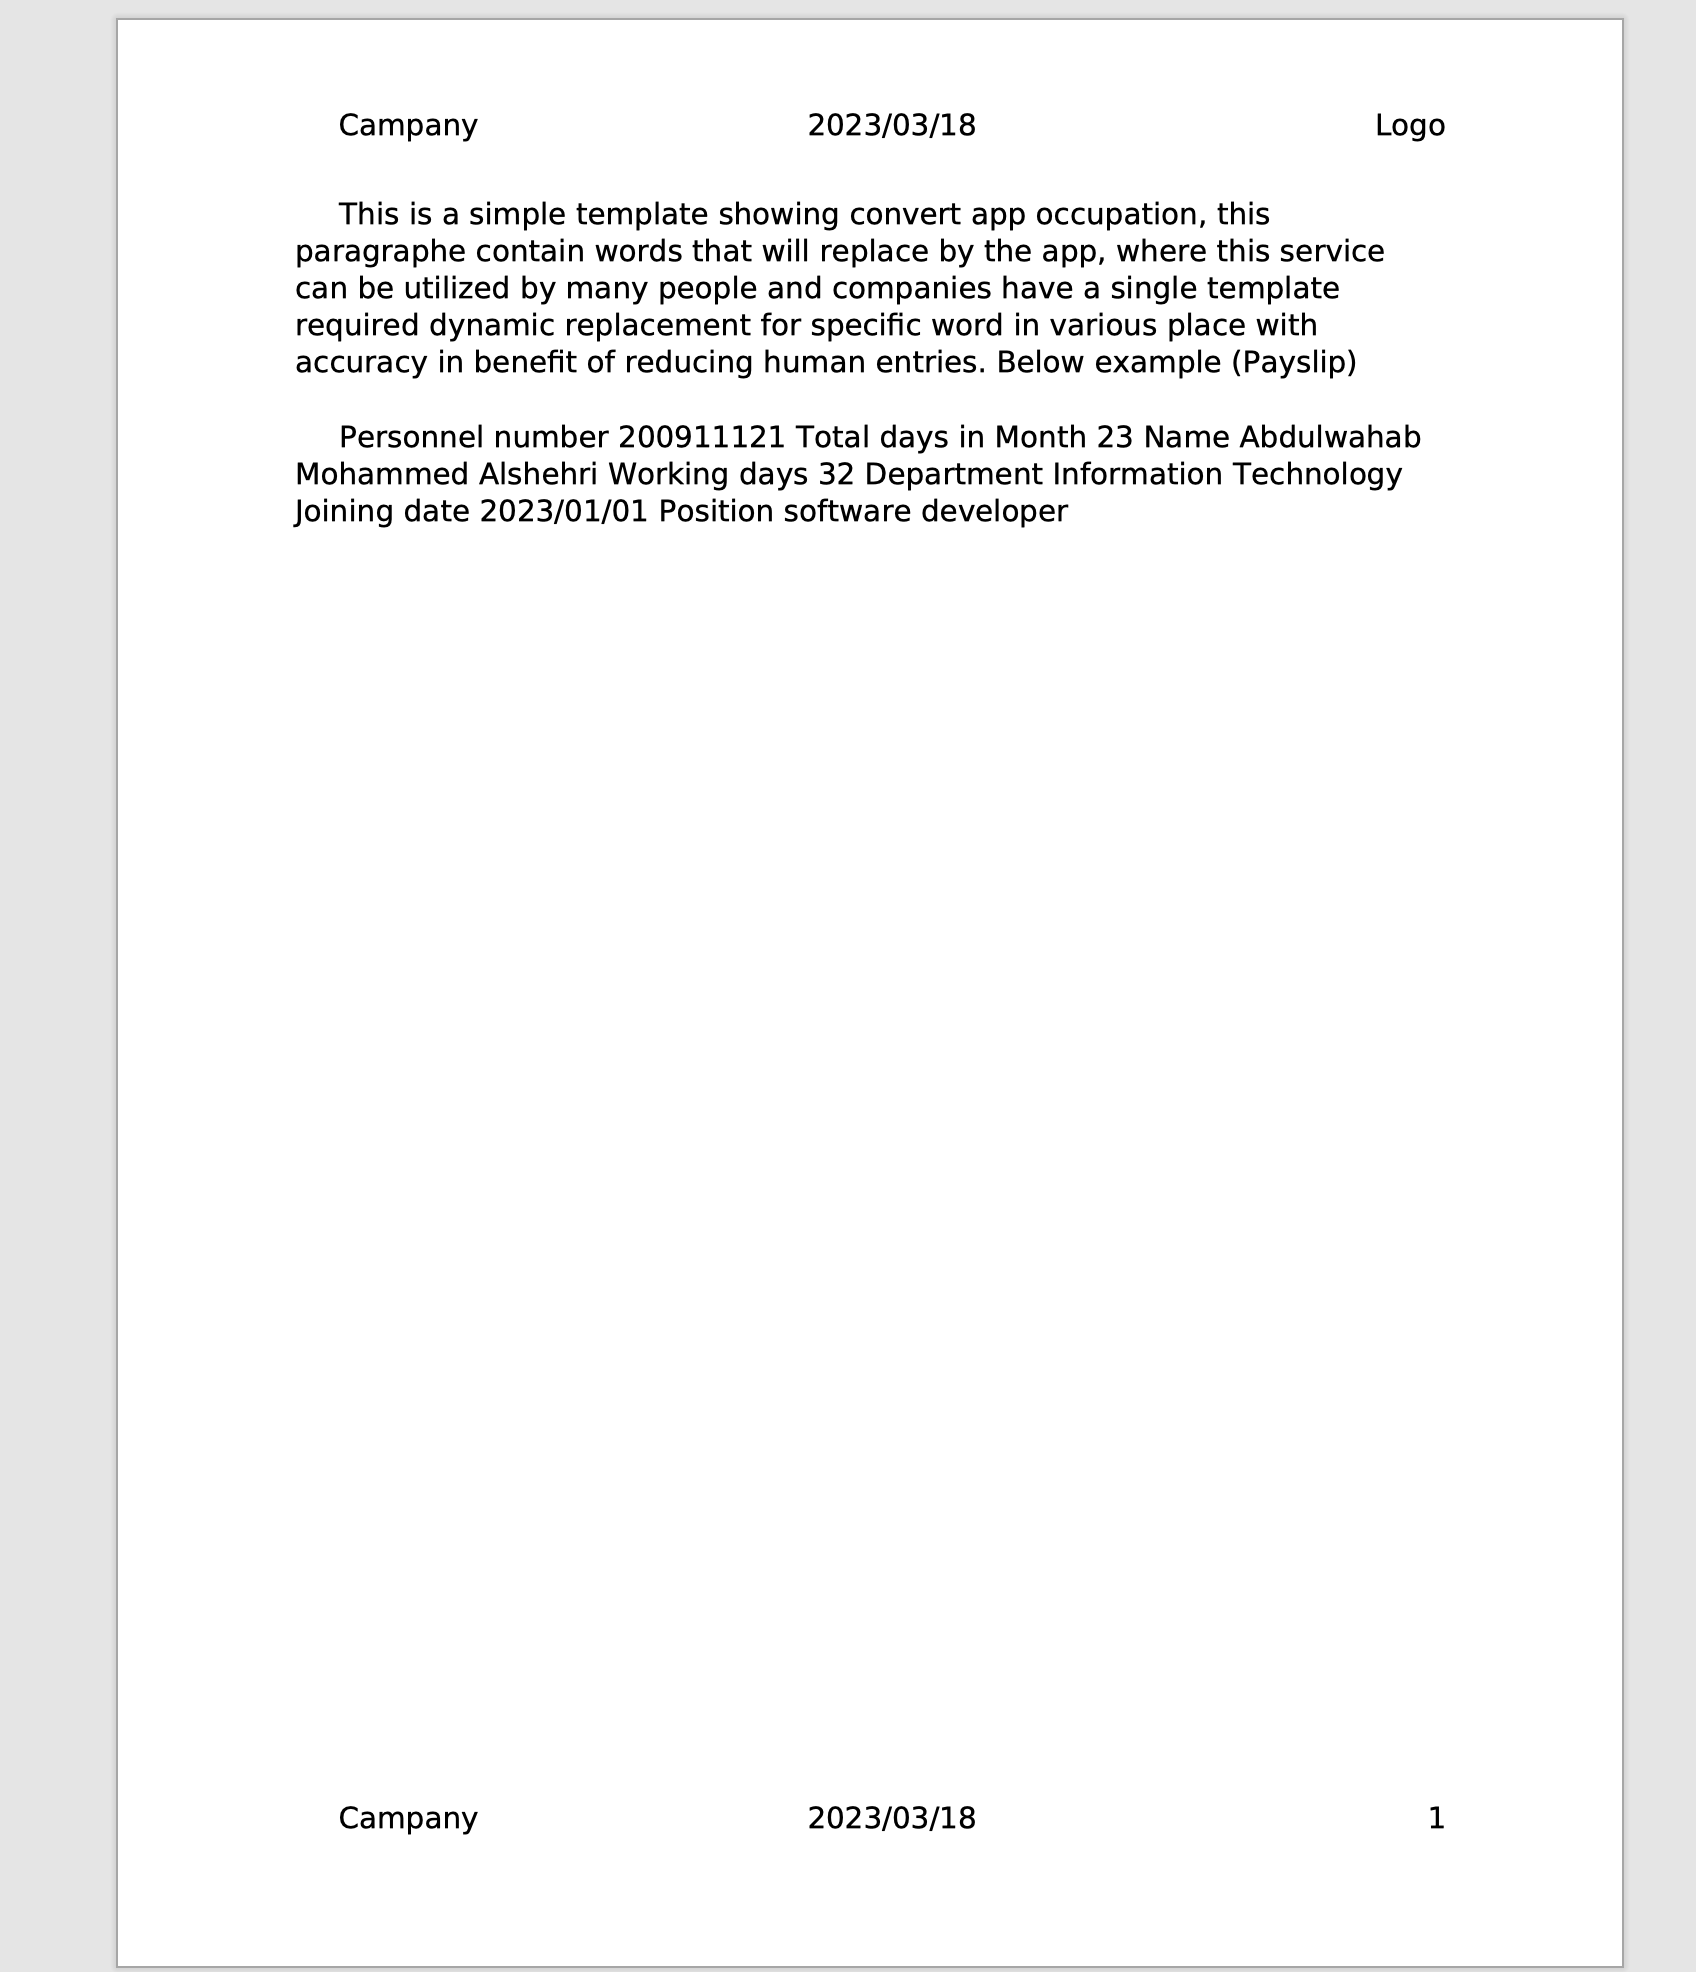 Campany 2023/03/18 Logo
This is a simple template showing convert app occupation, this
paragraphe contain words that will replace by the app, where this service
can be utilized by many people and companies have a single template
required dynamic replacement for specific word in various place with
accuracy in benefit of reducing human entries. Below example (Payslip)
Personnel number 200911121 Total days in Month 23 Name Abdulwahab
Mohammed Alshehri Working days 32 Department Information Technology
Joining date 2023/01/01 Position software developer
Campany 2023/03/18 1